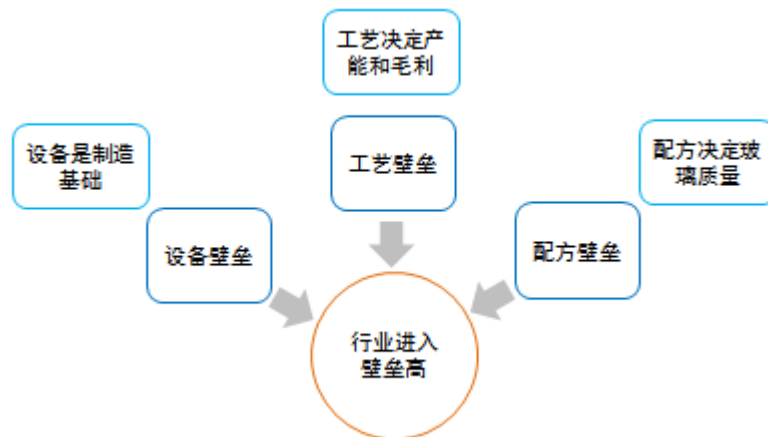 工艺决定产
能和毛利
设备是制造
基础
工艺壁垒
配方决定玻
璃质量
设备壁垒
配方壁垒
行业进入
壁垒高